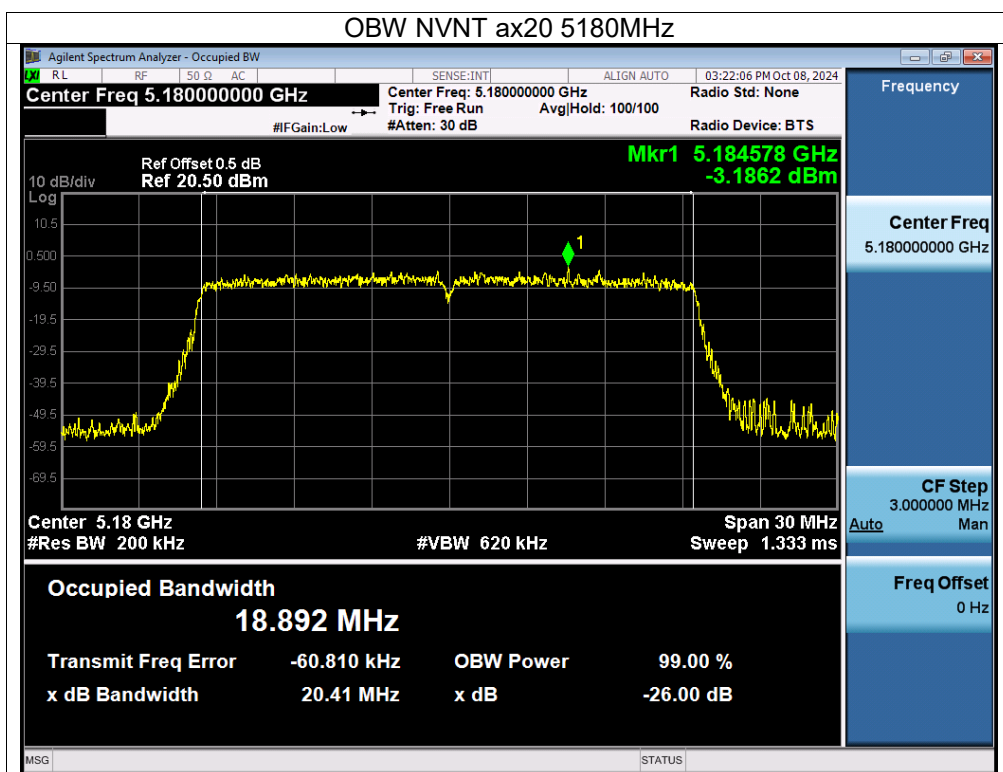 OBW NVNT ax20 5180MHz
Agilent Spectrum Analyzer - Occupied BW
LXI RL RF 50 Ω AC SENSE:INT ALIGN AUTO 03:22:06 PM Oct 08, 2024
Center Freq 5.180000000 GHz Center Freq: 5.180000000 GHz Radio Std: None
Trig: Free Run Avg|Hold: 100/100
#IFGain:Low #Atten: 30 dB Radio Device: BTS
Frequency
Mkr1 5.184578 GHz
-3.1862 dBm
Ref Offset 0.5 dB
10 dB/div Ref 20.50 dBm
Log
10.5
0.500
-9.50
-19.5
-29.5
-39.5
-49.5
-59.5
-69.5
1
Center 5.18 GHz Span 30 MHz
#Res BW 200 kHz #VBW 620 kHz Sweep 1.333 ms
Center Freq
5.180000000 GHz
CF Step
3.000000 MHz
Auto Man
Freq Offset
0 Hz
Occupied Bandwidth
18.892 MHz
Transmit Freq Error -60.810 kHz OBW Power 99.00 %
x dB Bandwidth 20.41 MHz x dB -26.00 dB
MSG STATUS